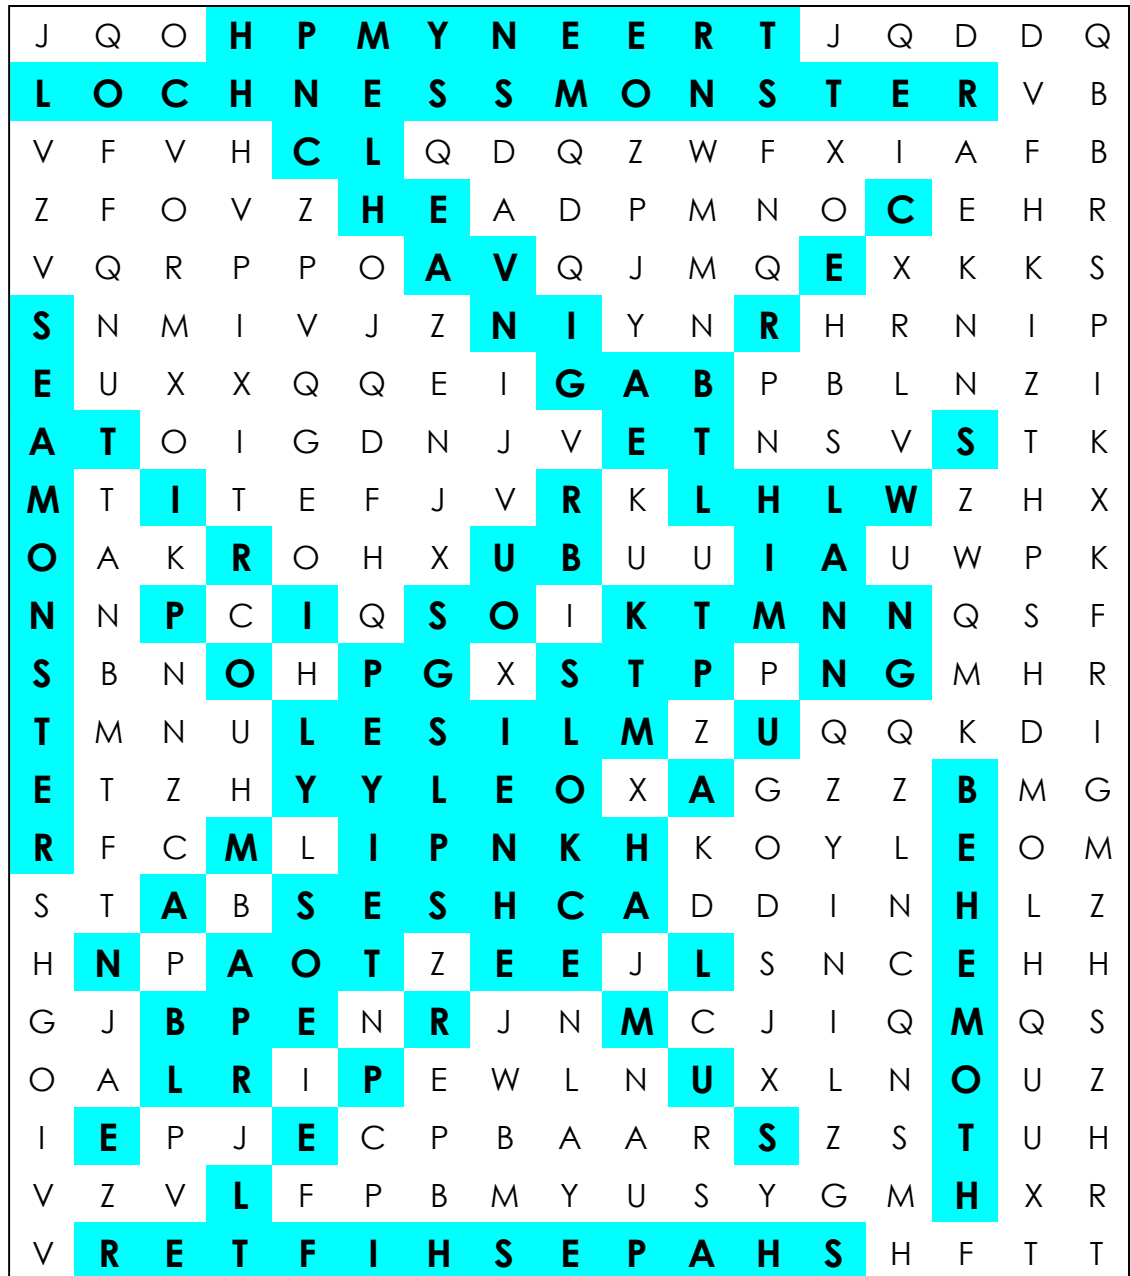 J Q O H P M Y N E E R T J Q D D Q
L O C H N E S S M O N S T E R V B
V F V H C L Q D Q Z W F X I A F B
Z F O V Z H E A D P M N O C E H R
V Q R P P O A V Q J M Q E X K K S
S N M I V J Z N I Y N R H R N I P
E U X X Q Q E I G A B P B L N Z I
A T O I G D N J V E T N S V S T K
M T I T E F J V R K L H L W Z H X
O A K R O H X U B U U I A U W P K
N N P C I Q S O I K T M N N Q S F
S B N O H P G X S T P P N G M H R
T M N U L E S I L M Z U Q Q K D I
E T Z H Y Y L E O X A G Z Z B M G
R F C M L I P N K H K O Y L E O M
S T A B S E S H C A D D I N H L Z
H N P A O T Z E E J L S N C E H H
G J B P E N R J N M C J I Q M Q S
O A L R I P E W L N U X L N O U Z
I E P J E C P B A A R S Z S T U H
V Z V L F P B M Y U S Y G M H X R
V R E T F I H S E P A H S H F T T